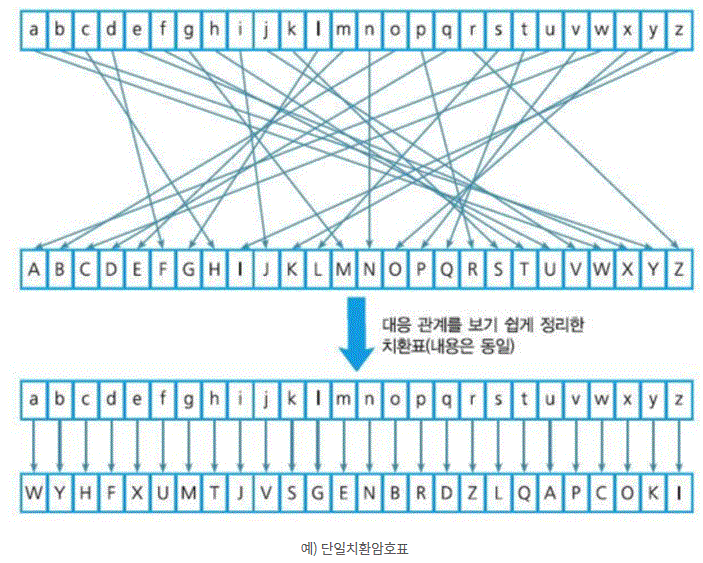 a b c d e f g h i j k l m n o p q r s t u v w x y z
A B C D E F G H I J K L M N O P Q R S T U V W X Y Z
대응 관계를 보기 쉽게 정리한
치환표(내용은 동일)
a b c d e f g h i j k l m n o p q r s t u v w x y z
W Y H F X U M T J V S G E N B R D Z L Q A P C O K I
예) 단일치환암호표